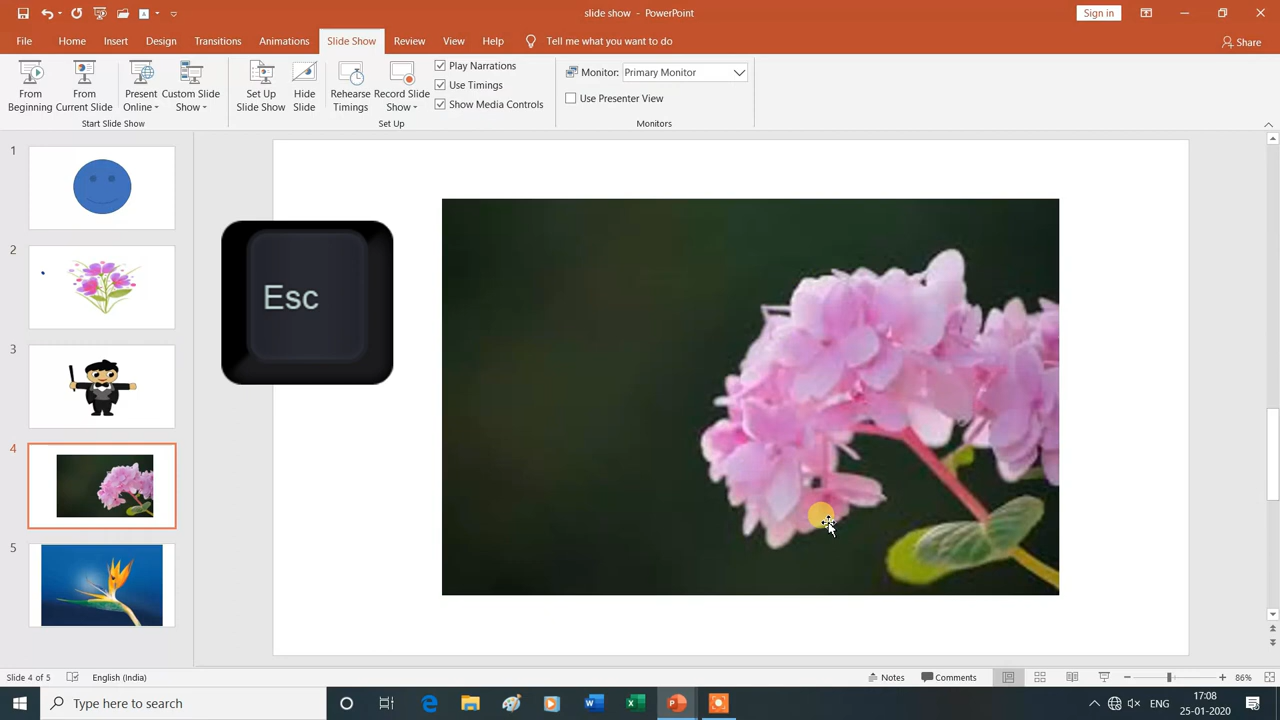 slide show - PowerPoint
Sign in
File Home Insert Design Transitions Animations Slide Show Review View Help Tell me what you want to do Share
From Beginning
From Current Slide
Present Online
Custom Slide Show
Start Slide Show
Set Up Slide Show
Hide Slide
Rehearse Timings
Record Slide Show
Play Narrations
Use Timings
Show Media Controls
Set Up
Monitor: Primary Monitor
Use Presenter View
Monitors
1
2
3
4
5
Esc
Slide 4 of 5 English (India) Notes Comments 86%
Type here to search
ENG
17:08
25-01-2020